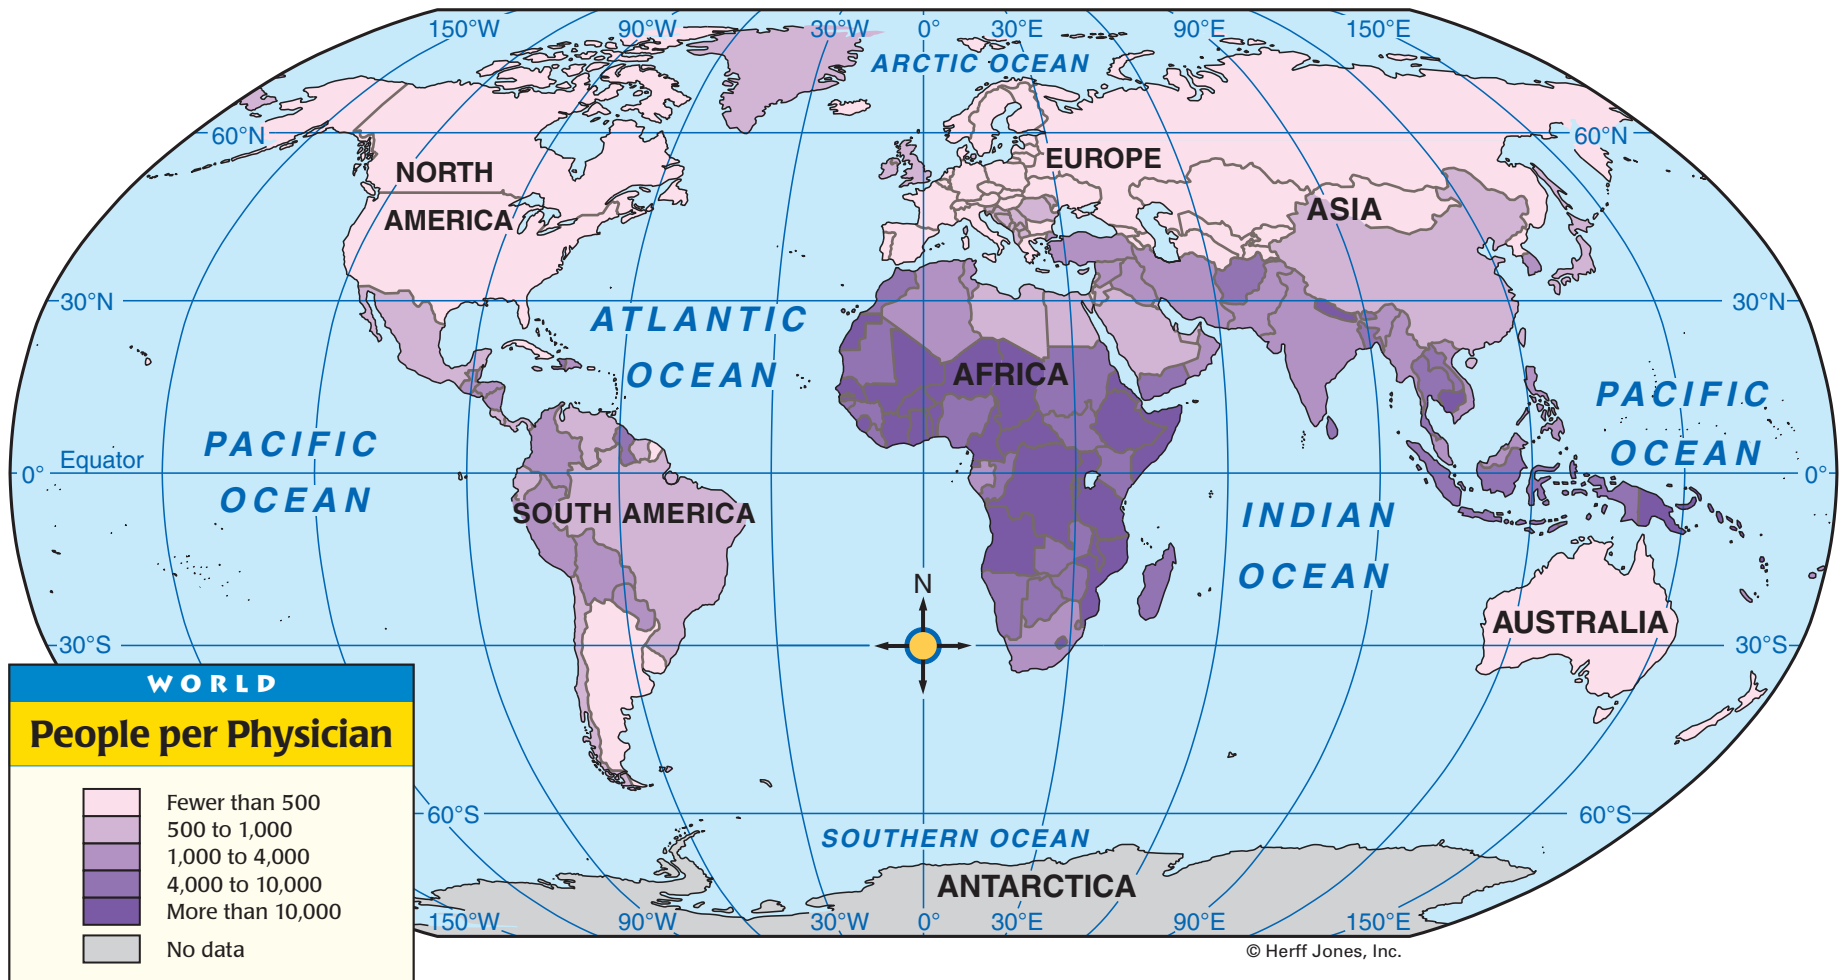 150°W 90°W 30°W 0° 30°E 90°E 150°E
ARCTIC OCEAN
60°N 60°N
NORTH
AMERICA
EUROPE
ASIA
30°N 30°N
ATLANTIC
OCEAN
AFRICA
PACIFIC
OCEAN
PACIFIC
OCEAN
0° Equator 0°
SOUTH AMERICA
INDIAN
OCEAN
N
AUSTRALIA
30°S 30°S
WORLD
People per Physician
Fewer than 500
500 to 1,000
1,000 to 4,000
4,000 to 10,000
More than 10,000
No data
60°S 60°S
SOUTHERN OCEAN
ANTARCTICA
150°W 90°W 30°W 0° 30°E 90°E 150°E
© Herff Jones, Inc.